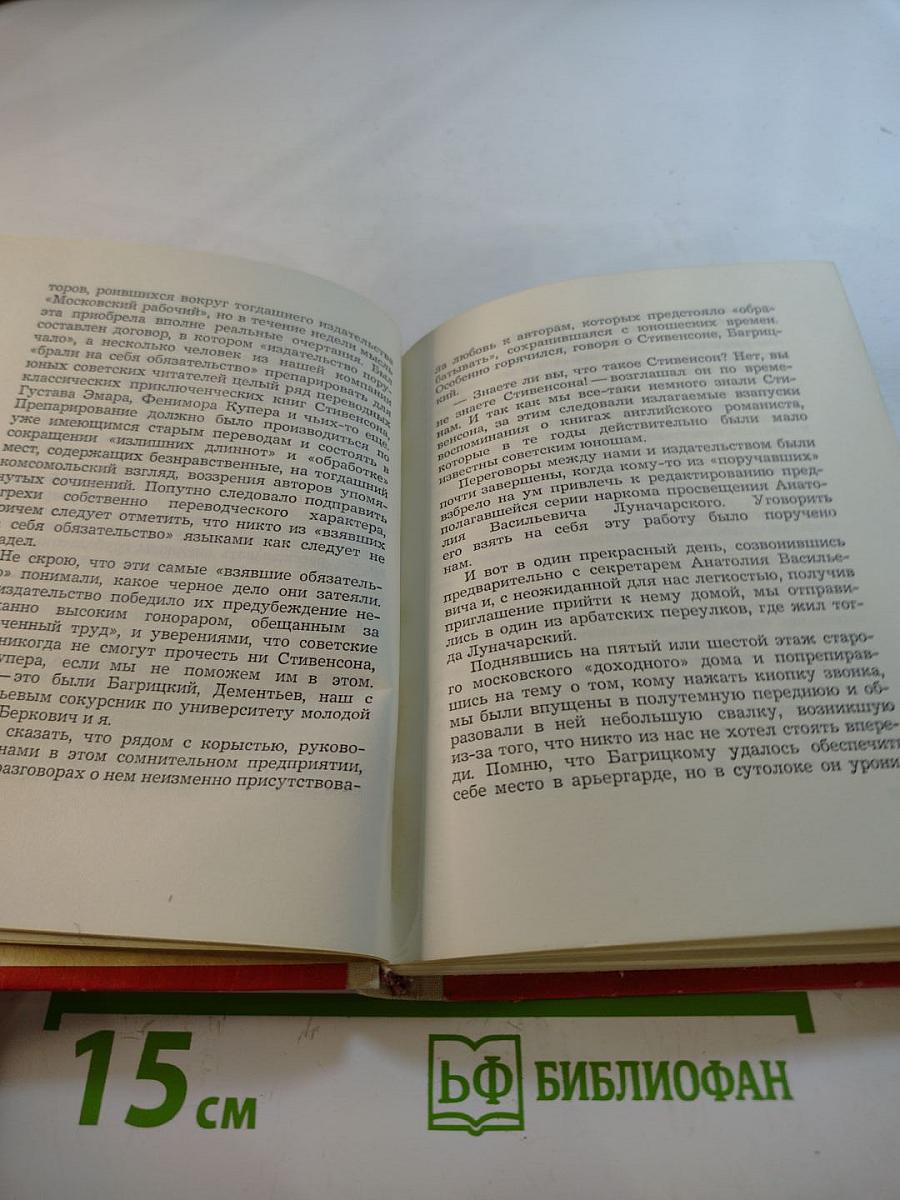 торов, роившихся вокруг тогдашнего издательства
«Московский рабочий», но в течение недели мысль
эта приобрела вполне реальные очертания. Был
составлен договор, в котором «издательство пору-
чало», а несколько человек из нашей компании
«брали на себя обязательство» препарировать для
юных советских читателей целый ряд переводных
классических приключенческих книг Стивенсона,
Густава Эмара, Фенимора Купера и чьих-то еще.
Препарирование должно было производиться по
уже имеющимся старым переводам и состоять в
сокращении «излишних длиннот» и «обработке»
мест, содержащих безнравственные, на тогдашний
комсомольский взгляд, воззрения авторов упомя-
нутых сочинений. Попутно следовало подправить
грехи собственно переводческого характера,
ричем следует отметить, что никто из «взявших
себя обязательство» языками как следует не
адел.
Не скрою, что эти самые «взявшие обязатель-
о» понимали, какое черное дело они затеяли.
издательство победило их предубеждение не-
ханно высоким гонораром, обещанным за
ченный труд», и уверениями, что советские
никогда не смогут прочесть ни Стивенсона,
упера, если мы не поможем им в этом.
—это были Багрицкий, Дементьев, наш с
ьевым сокурсник по университету молодой
Беркович и я.
сказать, что рядом с корыстью, руково-
нами в этом сомнительном предприятии,
разговорах о нем неизменно присутствова-
ла любовь к авторам, которых предстояло «обра-
батывать», сохранившаяся с юношеских времен.
Особенно горячился, говоря о Стивенсоне, Багриц-
кий.
— Знаете ли вы, что такое Стивенсон? Нет, вы
не знаете Стивенсона! — возглашал он по време-
нам. И так как мы все-таки немного знали Сти-
венсона, за этим следовали излагаемые взапуски
воспоминания о книгах английского романиста,
которые в те годы действительно были мало
известны советским юношам.
Переговоры между нами и издательством были
почти завершены, когда кому-то из «поручавших»
взбрело на ум привлечь к редактированию пред-
полагавшейся серии наркома просвещения Анато-
лия Васильевича Луначарского. Уговорить
его взять на себя эту работу было поручено
нам.
И вот в один прекрасный день, созвонившись
предварительно с секретарем Анатолия Василье-
вича и, с неожиданной для нас легкостью, получив
приглашение прийти к нему домой, мы отправи-
лись в один из арбатских переулков, где жил тог-
да Луначарский.
Поднявшись на пятый или шестой этаж старо-
го московского «доходного» дома и попрепирав-
шись на тему о том, кому нажать кнопку звонка,
мы были впущены в полутемную переднюю и об-
разовали в ней небольшую свалку, возникшую
из-за того, что никто из нас не хотел стоять впере-
ди. Помню, что Багрицкому удалось обеспечить
себе место в арьергарде, но в сутолоке он урони
15 см
БФ БИБЛИОФАН